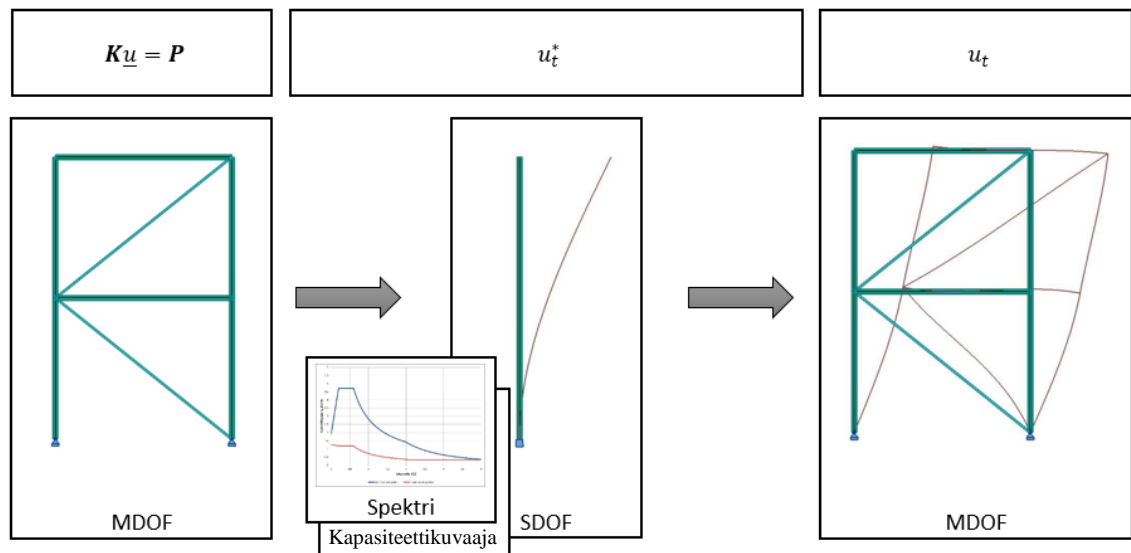 𝑲u̲ = 𝑷
u*ₜ
uₜ
MDOF
Spektri
Kapasiteettikuvaaja
SDOF
MDOF